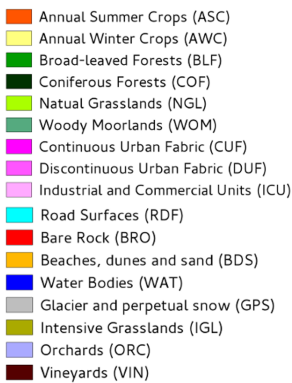 Annual Summer Crops (ASC)
Annual Winter Crops (AWC)
Broad-leaved Forests (BLF)
Coniferous Forests (COF)
Natual Grasslands (NGL)
Woody Moorlands (WOM)
Continuous Urban Fabric (CUF)
Discontinuous Urban Fabric (DUF)
Industrial and Commercial Units (ICU)
Road Surfaces (RDF)
Bare Rock (BRO)
Beaches, dunes and sand (BDS)
Water Bodies (WAT)
Glacier and perpetual snow (GPS)
Intensive Grasslands (IGL)
Orchards (ORC)
Vineyards (VIN)